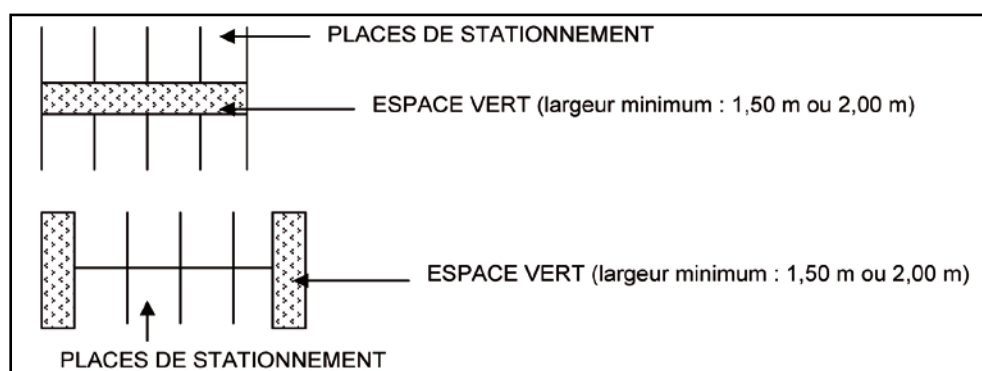 PLACES DE STATIONNEMENT
ESPACE VERT (largeur minimum : 1,50 m ou 2,00 m)
ESPACE VERT (largeur minimum : 1,50 m ou 2,00 m)
PLACES DE STATIONNEMENT